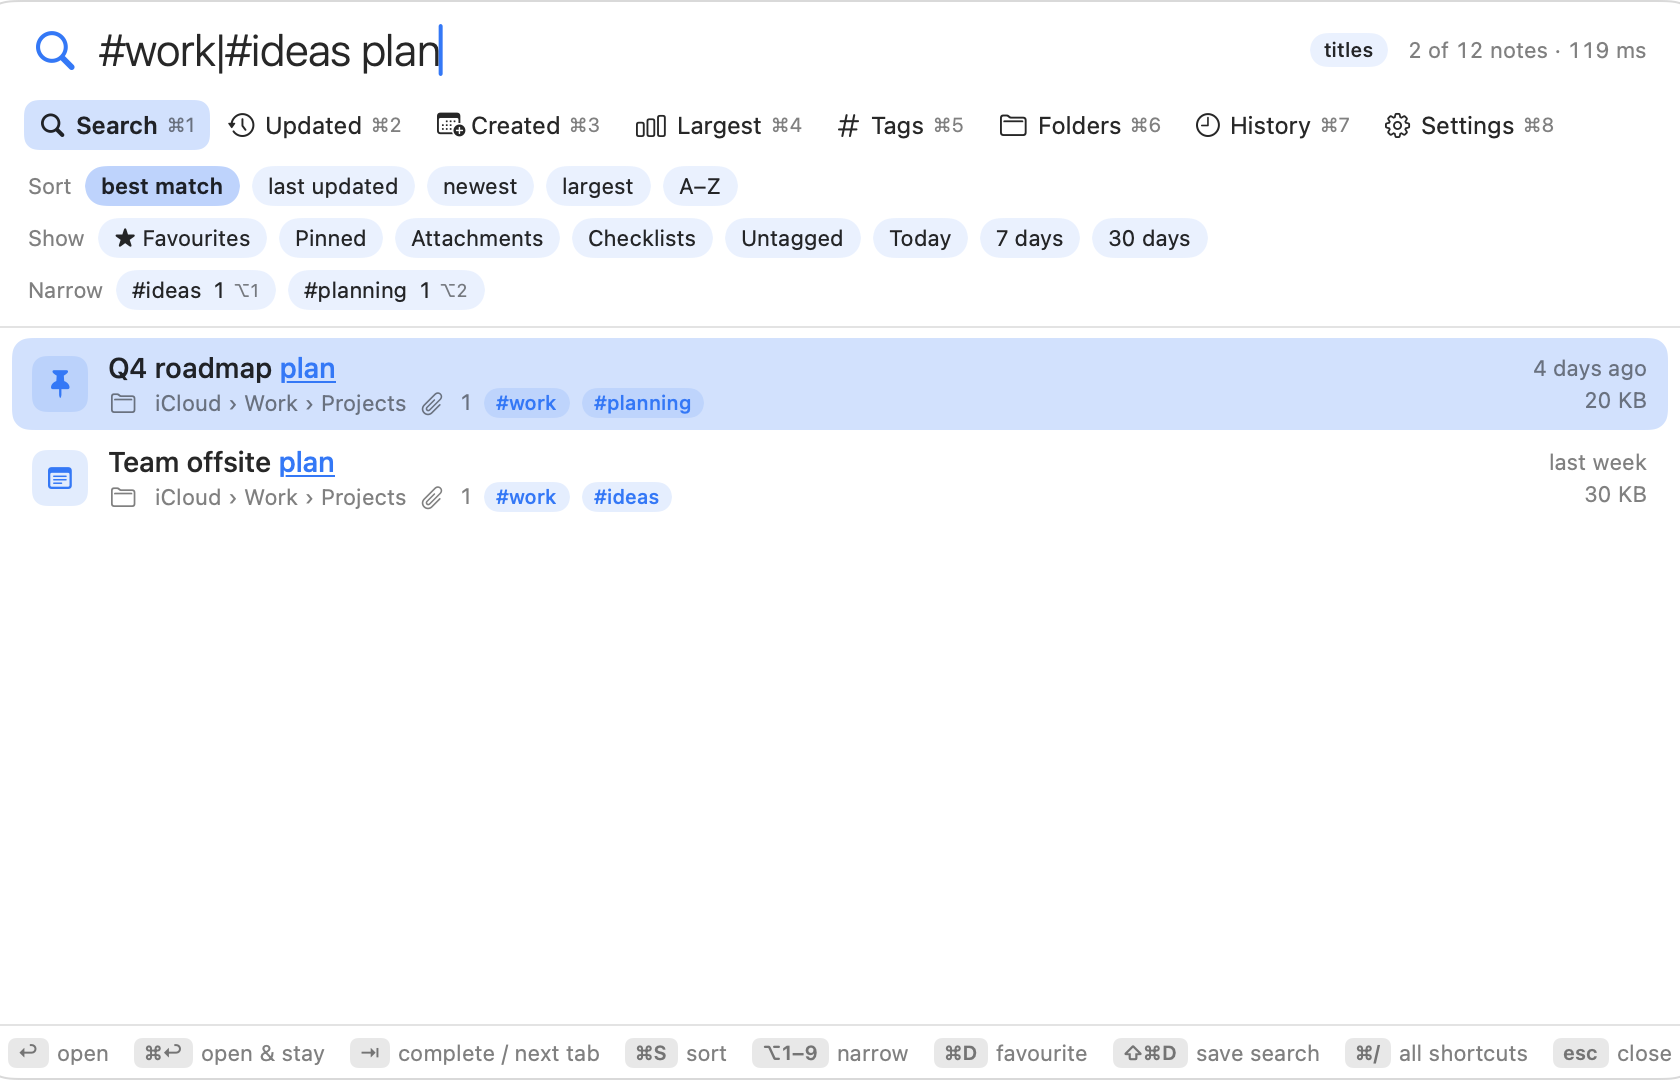 #work|#ideas plan
titles 2 of 12 notes · 119 ms
Search ⌘1 Updated ⌘2 Created ⌘3 Largest ⌘4 # Tags ⌘5 Folders ⌘6 History ⌘7 Settings ⌘8
Sort best match last updated newest largest A–Z
Show ★ Favourites Pinned Attachments Checklists Untagged Today 7 days 30 days
Narrow #ideas 1 ⌥1 #planning 1 ⌥2
Q4 roadmap plan 4 days ago
iCloud › Work › Projects 1 #work #planning 20 KB
Team offsite plan last week
iCloud › Work › Projects 1 #work #ideas 30 KB
↩ open ⌘↩ open & stay ⇥ complete / next tab ⌘S sort ⌥1–9 narrow ⌘D favourite ⇧⌘D save search ⌘/ all shortcuts esc close